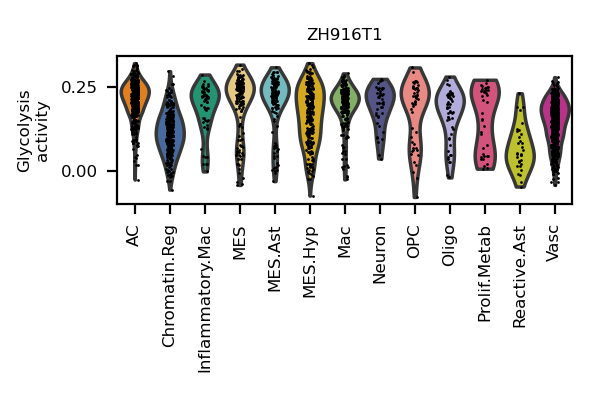 ZH916T1
Glycolysis
activity
0.25
0.00
AC
Chromatin.Reg
Inflammatory.Mac
MES
MES.Ast
MES.Hyp
Mac
Neuron
OPC
Oligo
Prolif.Metab
Reactive.Ast
Vasc